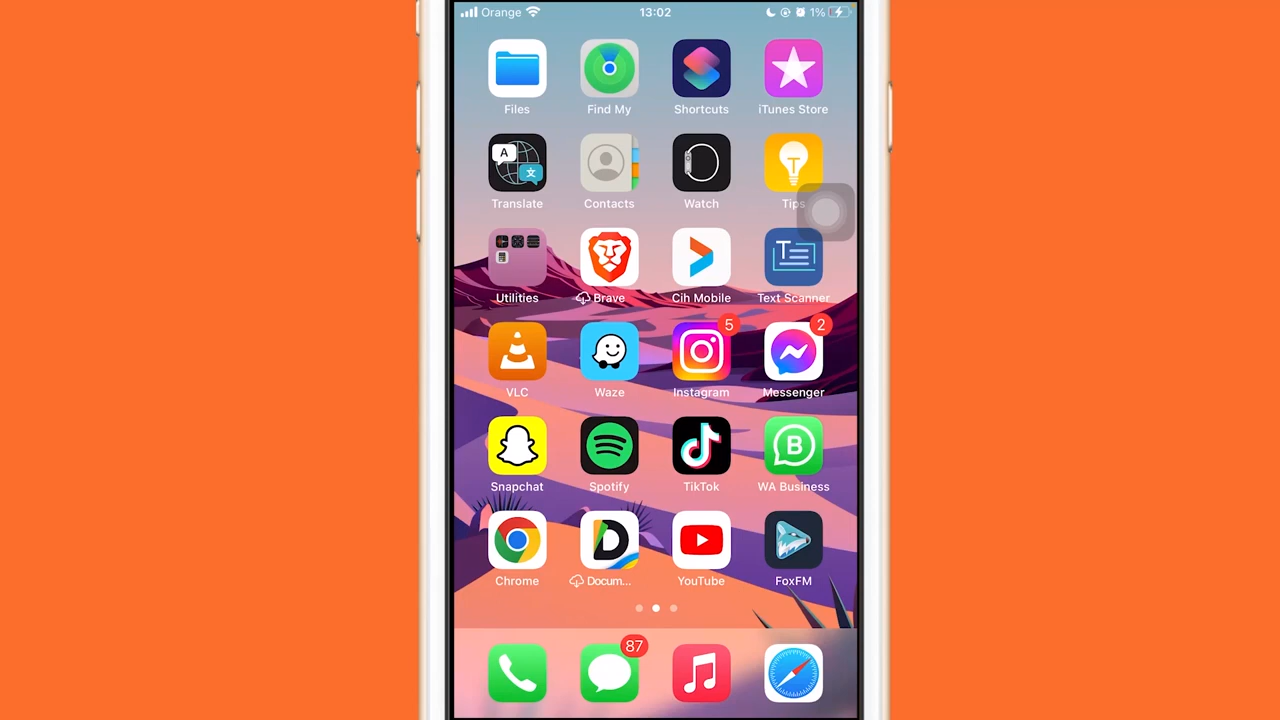 Orange 13:02 1%
Files Find My Shortcuts iTunes Store
A 文
Translate Contacts Watch Tips
T
Utilities Brave Cih Mobile Text Scanner
5 2
VLC Waze Instagram Messenger
B
Snapchat Spotify TikTok WA Business
D
Chrome Docum... YouTube FoxFM
87